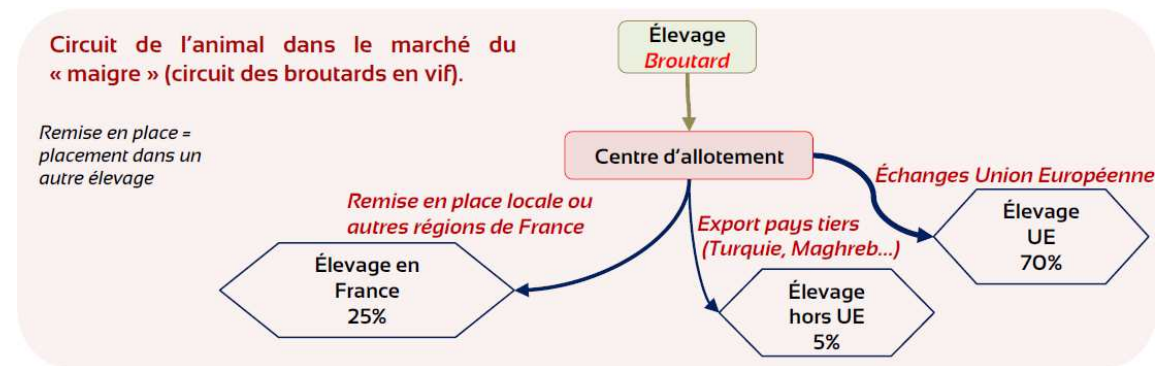 Circuit de l'animal dans le marché du
« maigre » (circuit des broutards en vif).
Élevage
Broutard
Remise en place =
placement dans un
autre élevage
Centre d'allotement
Échanges Union Européenne
Remise en place locale ou
autres régions de France
Export pays tiers
(Turquie, Maghreb...)
Élevage
UE
70%
Élevage en
France
25%
Élevage
hors UE
5%